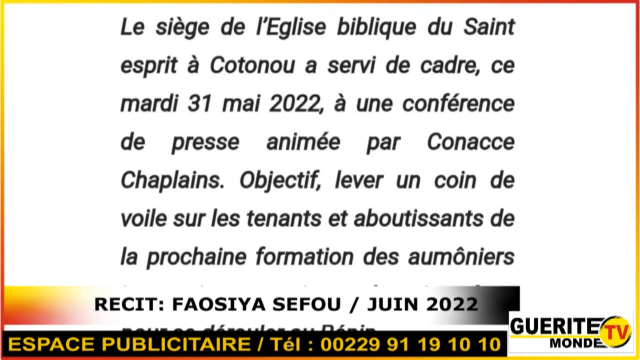 Le siège de l'Eglise biblique du Saint
esprit à Cotonou a servi de cadre, ce
mardi 31 mai 2022, à une conférence
de presse animée par Conacce
Chaplains. Objectif, lever un coin de
voile sur les tenants et aboutissants de
la prochaine formation des aumôniers
RECIT: FAOSIYA SEFOU / JUIN 2022
ESPACE PUBLICITAIRE / Tél : 00229 91 19 10 10
GUERITE
TV
MONDE